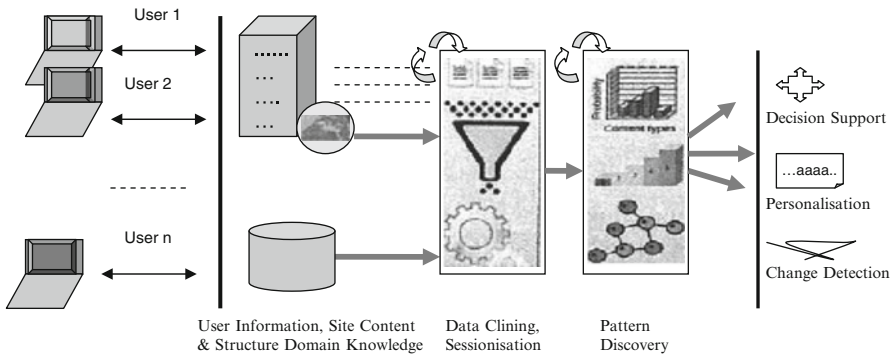 User 1
User 2
User n
Probability
Content types
Decision Support
...aaaa..
Personalisation
Change Detection
User Information, Site Content
& Structure Domain Knowledge
Data Clining,
Sessionisation
Pattern
Discovery